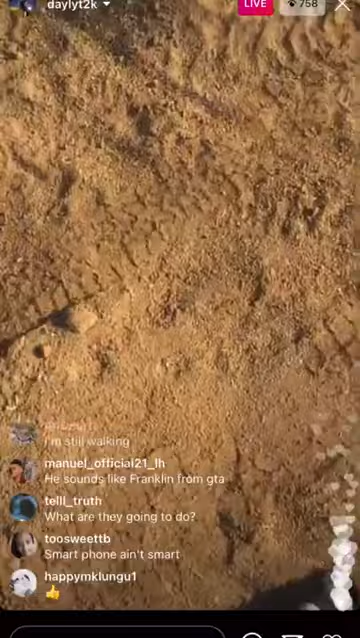 daylyt2k
LIVE
758
I'm still walking
manuel_official21_lh
He sounds like Franklin from gta
telll_truth
What are they going to do?
toosweettb
Smart phone ain't smart
happymklungu1
👍